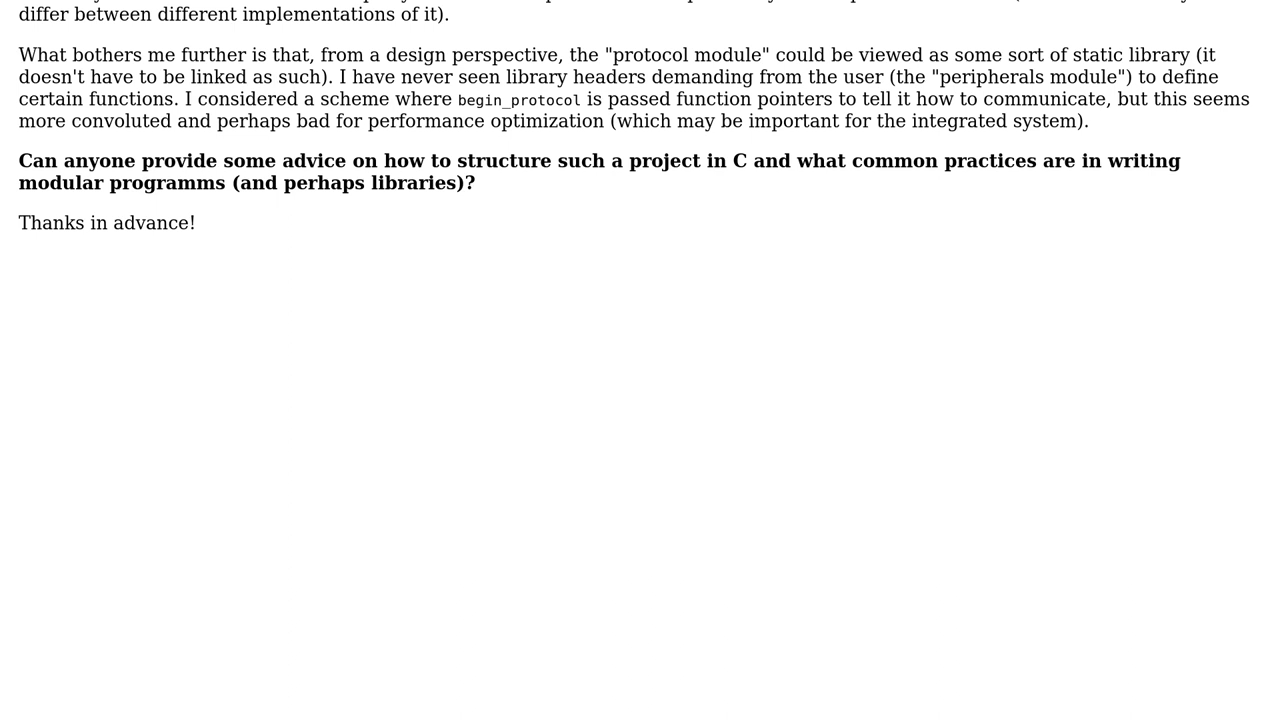 differ between different implementations of it).
What bothers me further is that, from a design perspective, the "protocol module" could be viewed as some sort of static library (it
doesn't have to be linked as such). I have never seen library headers demanding from the user (the "peripherals module") to define
certain functions. I considered a scheme where begin_protocol is passed function pointers to tell it how to communicate, but this seems
more convoluted and perhaps bad for performance optimization (which may be important for the integrated system).
Can anyone provide some advice on how to structure such a project in C and what common practices are in writing
modular programms (and perhaps libraries)?
Thanks in advance!